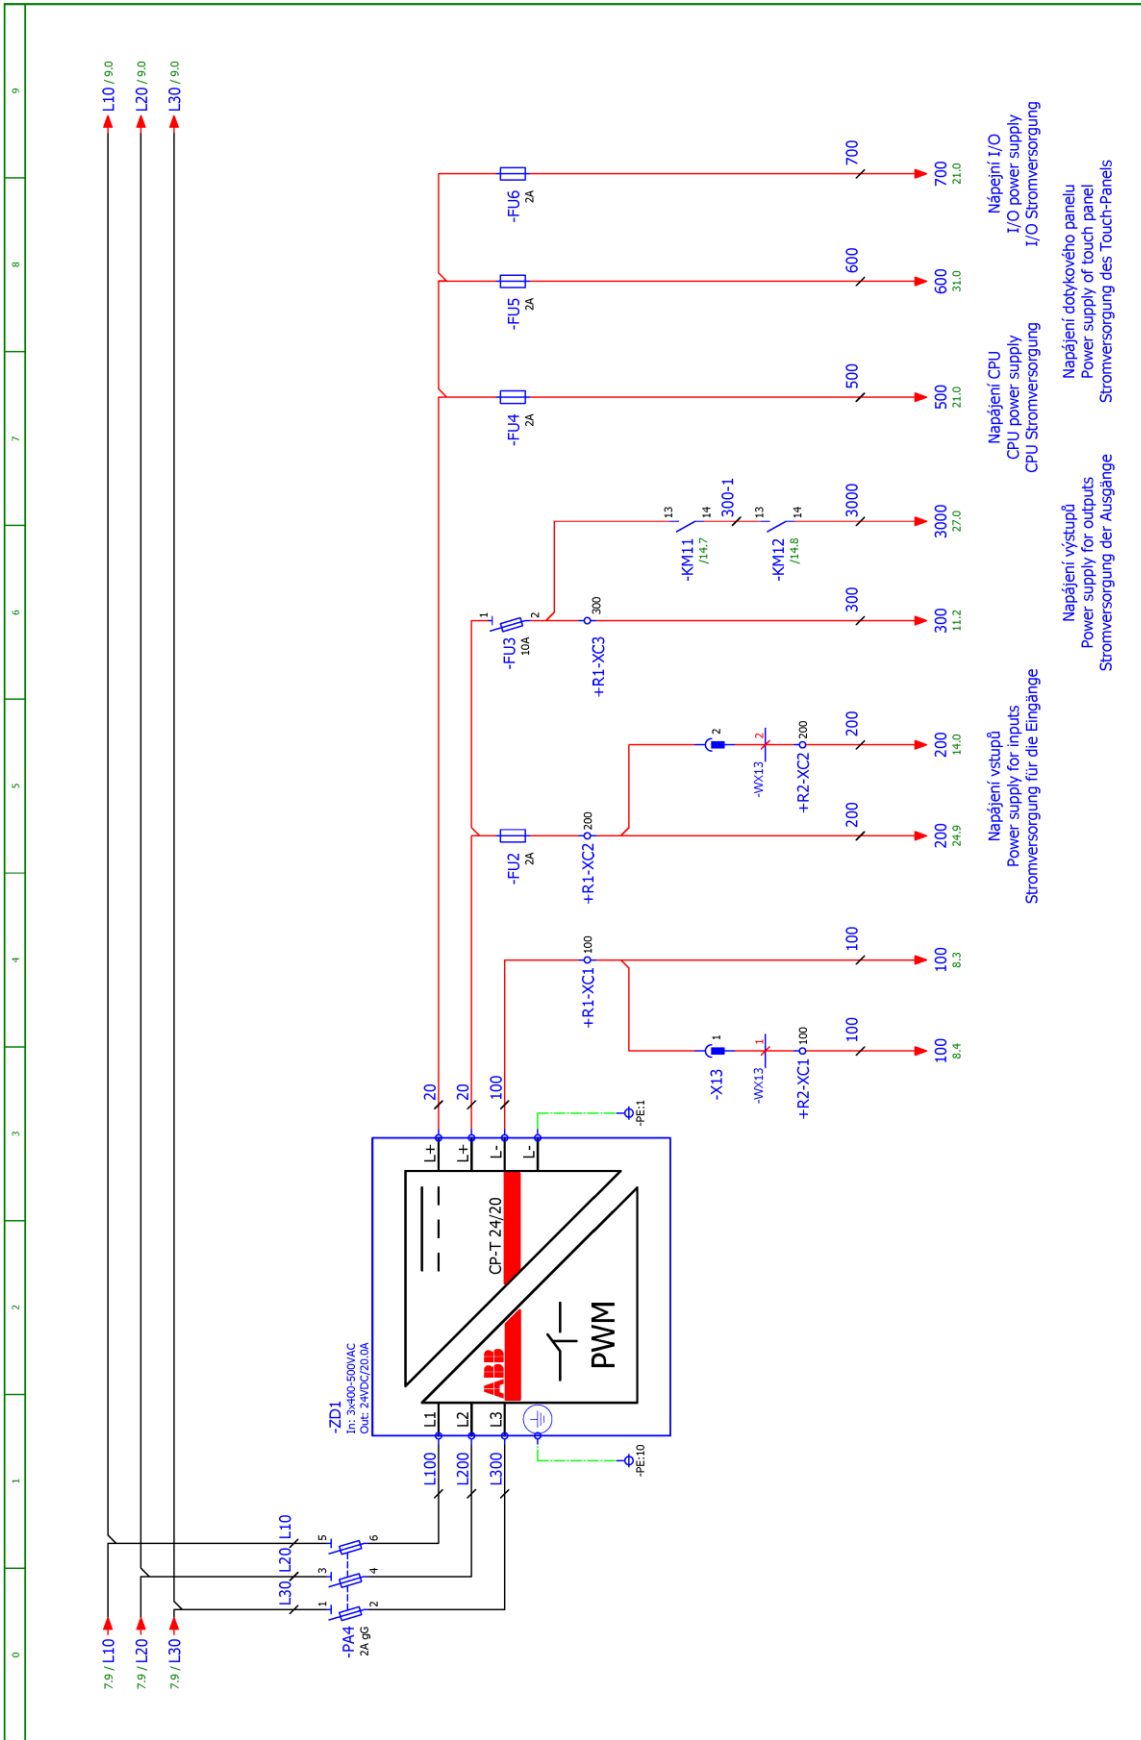 0
1
2
3
4
5
6
7
8
9
7.9 / L10
L10 / 9.0
7.9 / L20
L20 / 9.0
7.9 / L30
L30 / 9.0
L30
L20
L10
-PA4
2A gG
1
2
3
4
5
6
L100
L200
L300
-ZD1
In: 3x400-500VAC
Out: 24VDC/20.0A
L1
L2
L3
ABB
PWM
CP-T 24/20
L+
L+
L-
L-
-PE:10
-PE:1
20
20
100
-X13
1
-WX13
1
+R2-XC1
100
100
100
8.4
+R1-XC1
100
100
100
8.3
-FU2
2A
+R1-XC2
200
200
200
24.9
2
-WX13
2
+R2-XC2
200
200
200
14.0
Napájení vstupů
Power supply for inputs
Stromversorgung für die Eingänge
-FU3
10A
1
2
+R1-XC3
300
300
300
11.2
-KM11
/14.7
13
14
300-1
-KM12
/14.8
13
14
3000
3000
27.0
Napájení výstupů
Power supply for outputs
Stromversorgung der Ausgänge
-FU4
2A
500
500
21.0
Napájení CPU
CPU power supply
CPU Stromversorgung
-FU5
2A
600
600
31.0
Napájení dotykového panelu
Power supply of touch panel
Stromversorgung des Touch-Panels
-FU6
2A
700
700
21.0
Nápejní I/O
I/O power supply
I/O Stromversorgung